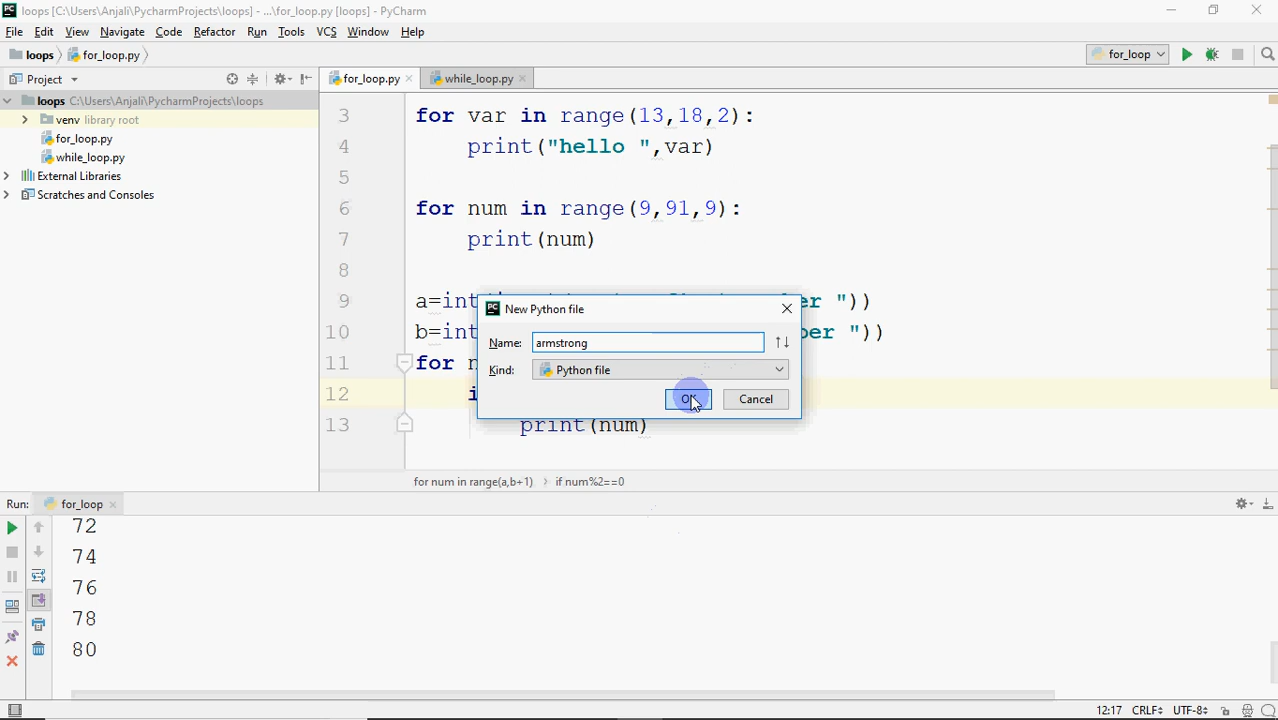 loops [C:\Users\Anjali\PycharmProjects\loops] - ...\for_loop.py [loops] - PyCharm
File Edit View Navigate Code Refactor Run Tools VCS Window Help
loops for_loop.py for_loop
Project for_loop.py while_loop.py
loops C:\Users\Anjali\PycharmProjects\loops
venv library root
for_loop.py
while_loop.py
External Libraries
Scratches and Consoles
3 for var in range(13,18,2):
4 print("hello ",var)
5
6 for num in range(9,91,9):
7 print(num)
8
9 a=int "))
10 b=int "))
11 for
12
13 print(num)
New Python file
Name: armstrong
Kind: Python file
OK Cancel
for num in range(a,b+1) if num%2==0
Run: for_loop
72
74
76
78
80
12:17 CRLF UTF-8